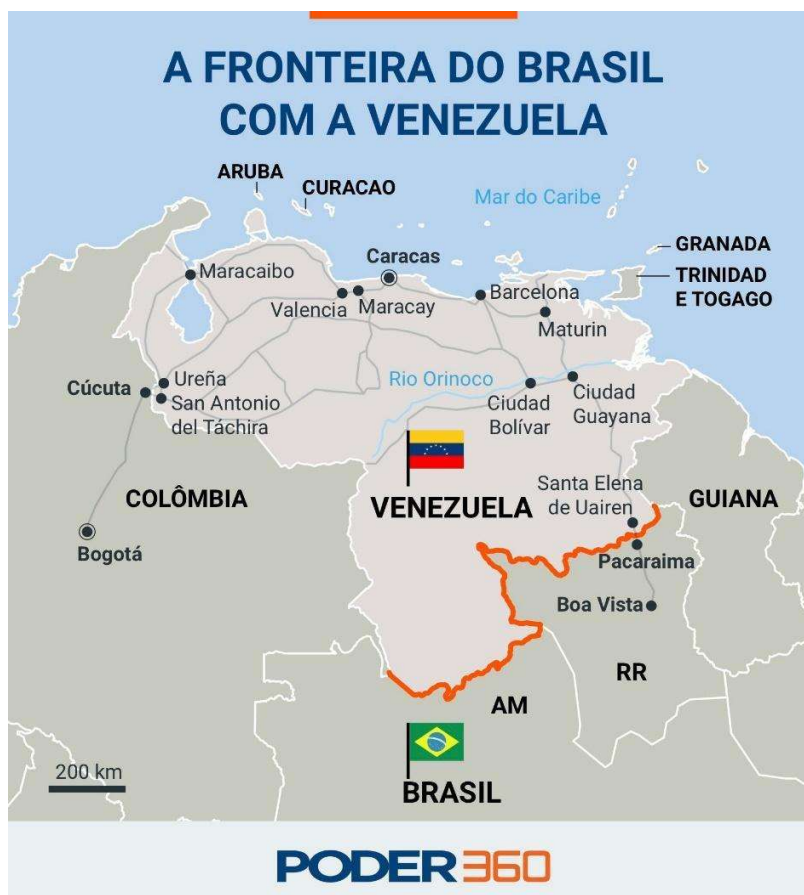 A FRONTEIRA DO BRASIL
COM A VENEZUELA
ARUBA
CURACAO
Mar do Caribe
GRANADA
TRINIDAD
E TOGAGO
Caracas
Maracaibo
Valencia
Maracay
Barcelona
Maturin
Rio Orinoco
Cúcuta
Ureña
San Antonio
del Táchira
Ciudad
Bolívar
Ciudad
Guayana
COLÔMBIA
VENEZUELA
Santa Elena
de Uairen
GUIANA
Bogotá
Pacaraima
Boa Vista
RR
AM
BRASIL
200 km
PODER360